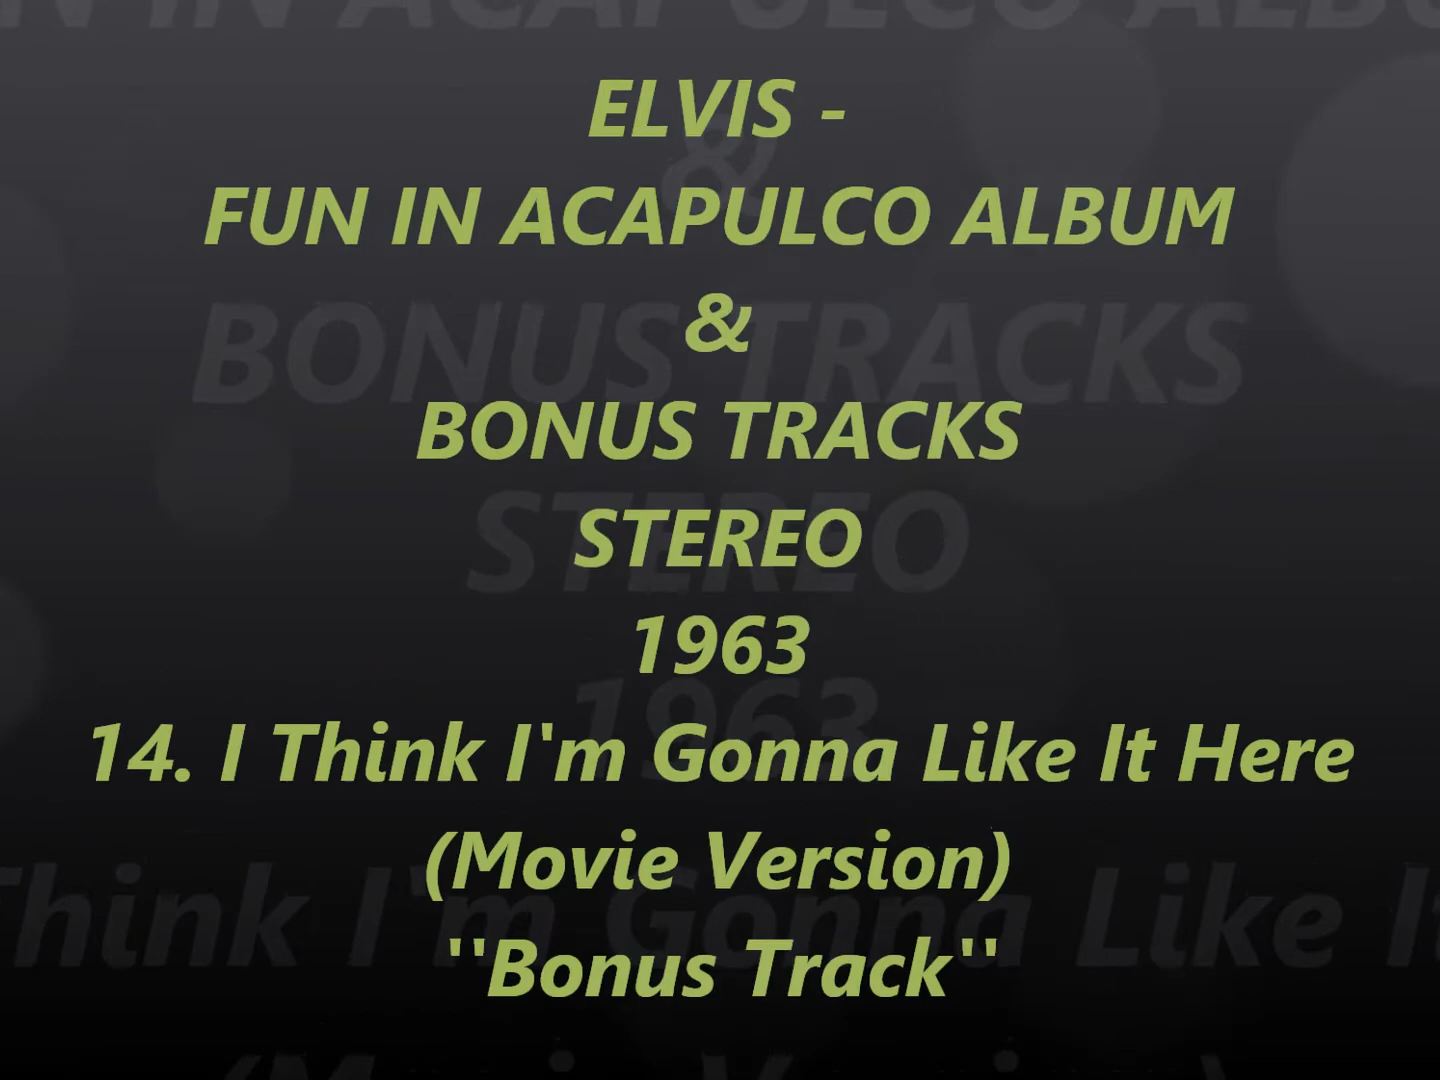 ELVIS -
FUN IN ACAPULCO ALBUM
&
BONUS TRACKS
STEREO
1963
14. I Think I`m Gonna Like It Here
(Movie Version)
''Bonus Track''